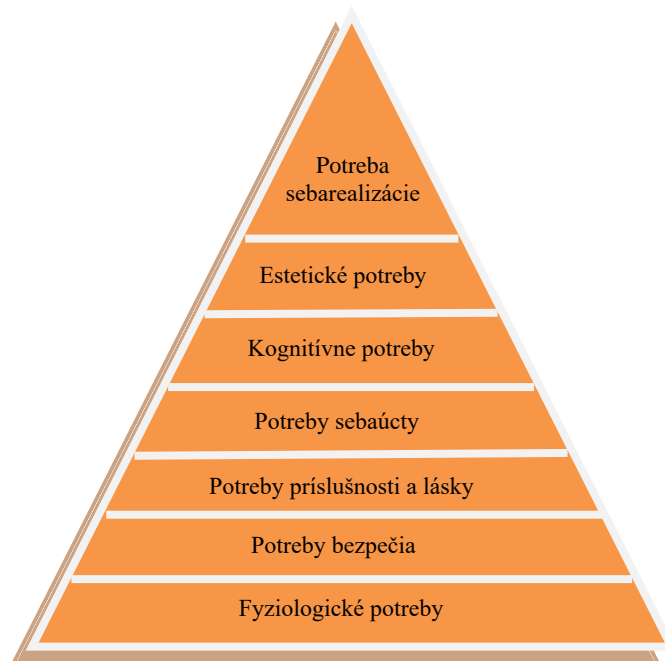 Potreba
sebarealizácie
Estetické potreby
Kognitívne potreby
Potreby sebaúcty
Potreby príslušnosti a lásky
Potreby bezpečia
Fyziologické potreby